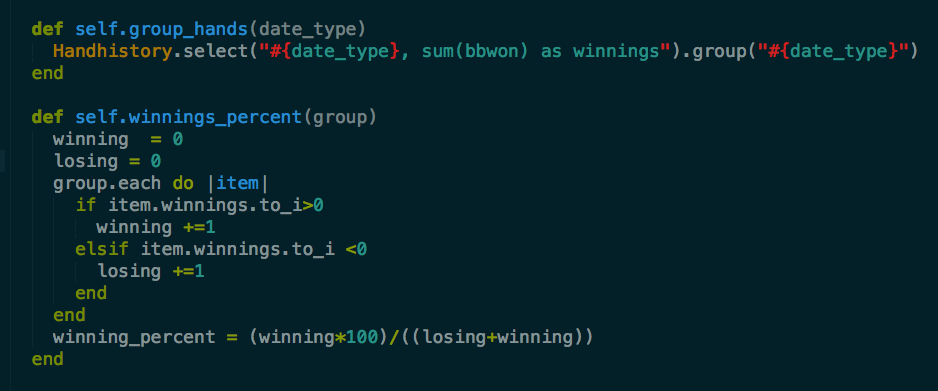 def self.group_hands(date_type)
  Handhistory.select("#{date_type}, sum(bbwon) as winnings").group("#{date_type}")
end

def self.winnings_percent(group)
  winning  = 0
  losing = 0
  group.each do |item|
    if item.winnings.to_i>0
      winning +=1
    elsif item.winnings.to_i <0
      losing +=1
    end
  end
  winning_percent = (winning*100)/((losing+winning))
end